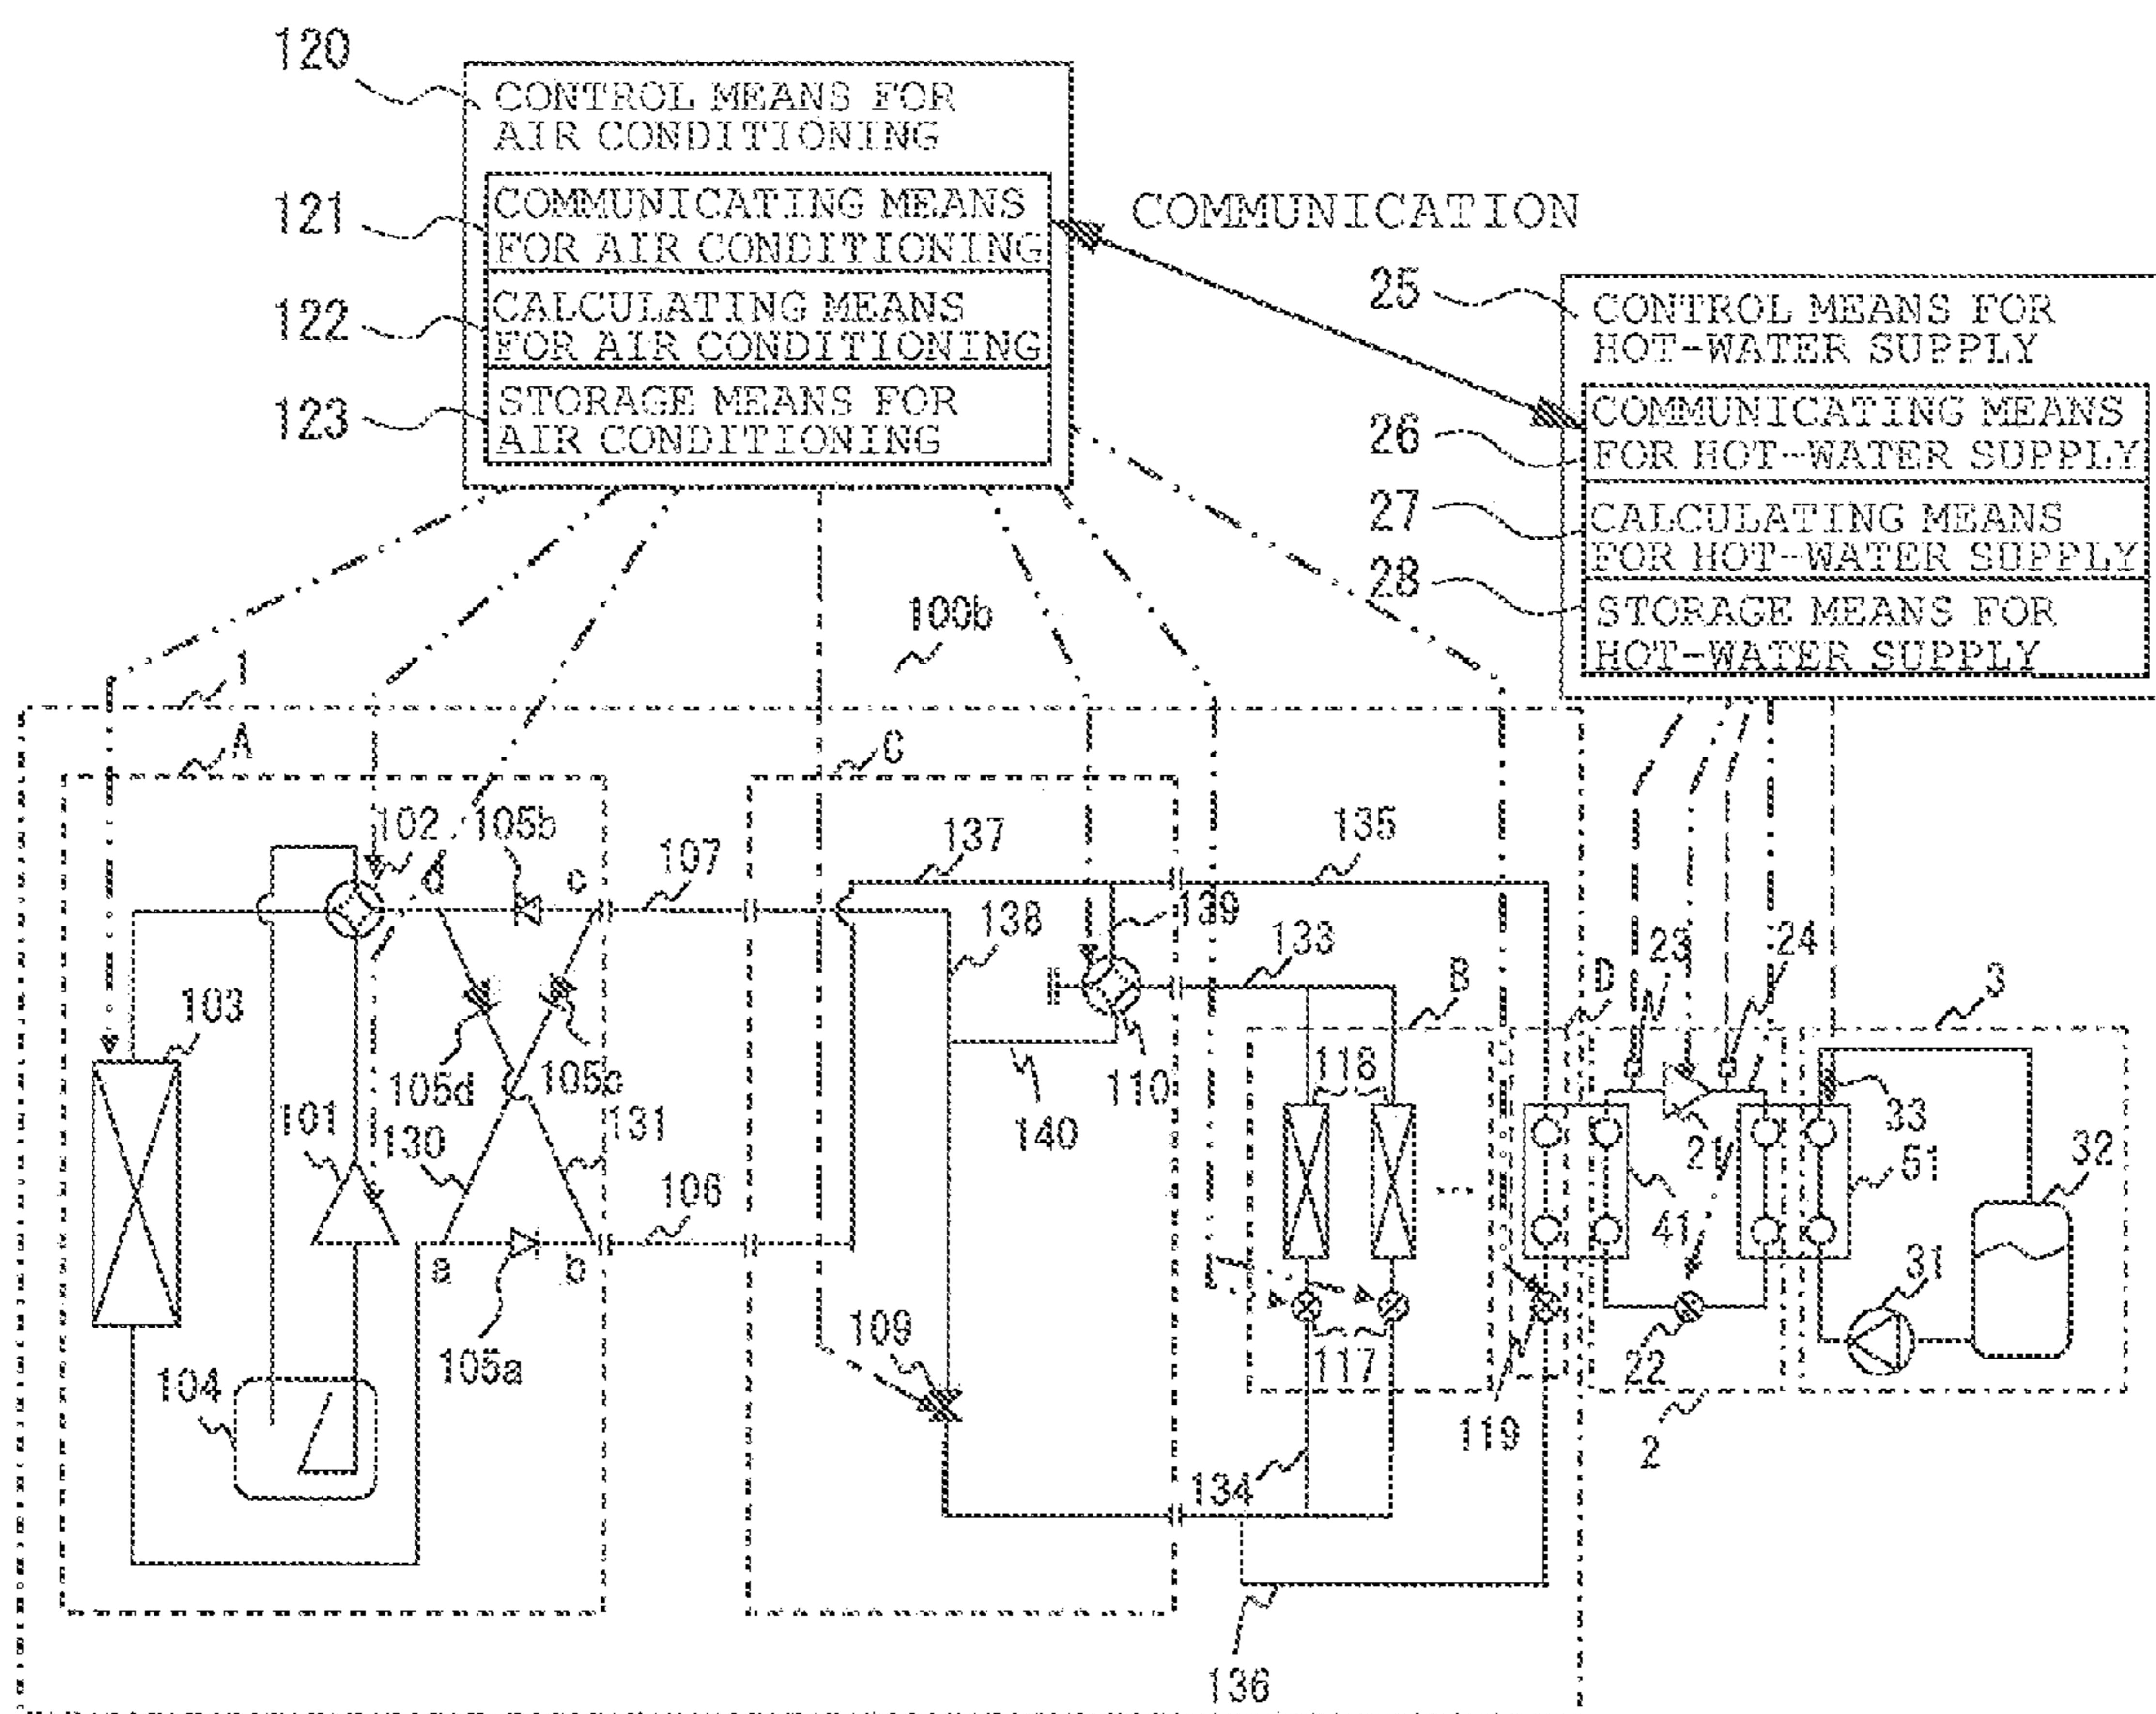 120
CONTROL MEANS FOR
AIR CONDITIONING
121
COMMUNICATING MEANS
FOR AIR CONDITIONING
COMMUNICATION
122
CALCULATING MEANS
FOR AIR CONDITIONING
123
STORAGE MEANS FOR
AIR CONDITIONING
25
CONTROL MEANS FOR
HOT-WATER SUPPLY
26
COMMUNICATING MEANS
FOR HOT-WATER SUPPLY
27
CALCULATING MEANS
FOR HOT-WATER SUPPLY
28
STORAGE MEANS FOR
HOT-WATER SUPPLY
100b
1
A
C
102
105b
107
137
135
d
c
138
139
133
23
24
103
B
D
3
105d
105c
118
110
101
130
131
140
33
106
21
51
32
41
a
b
31
109
117
105a
22
104
119
2
134
136